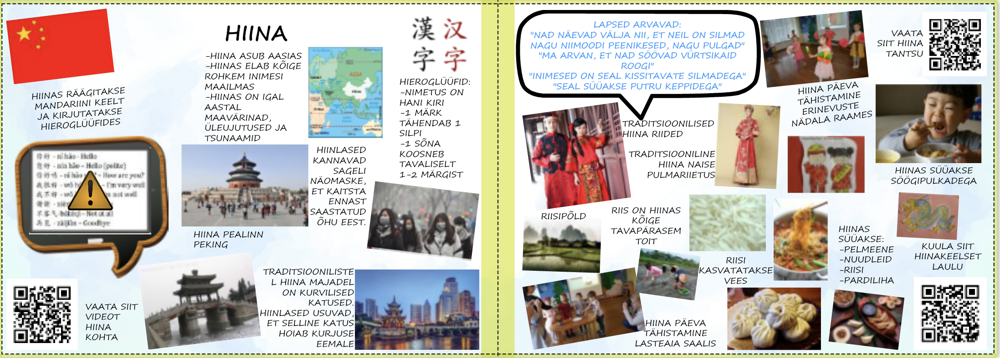 HIINA
漢 汉
字 字
HIINAS RÄÄGITAKSE
MANDARIINI KEELT
JA KIRJUTATAKSE
HIEROGLÜÜFIDES
-HIINA ASUB AASIAS
-HIINAS ELAB KÕIGE
ROHKEM INIMESI
MAAILMAS
-HIINAS ON IGAL
AASTAL
MAAVÄRINAD,
ÜLEUJUTUSED JA
TSUNAAMID
ASIA
HIEROGLÜÜFID:
-NIMETUS ON
HANI KIRI
-1 MÄRK
TÄHENDAB 1
SILPI
-1 SÕNA
KOOSNEB
TAVALISELT
1-2 MÄRGIST
你好 - nǐ hǎo - Hello
您好 - nín hǎo - Hello (polite)
你好吗 - nǐ hǎo - How are you?
我很好 - wǒ - I'm very well
我不好 - wǒ not well
谢谢 -
不客气 - Not at all
再见 - zàijiàn - Goodbye
HIINA PEALINN
PEKING
HIINLASED
KANNAVAD
SAGELI
NÄOMASKE,
ET KAITSTA
ENNAST
SAASTATUD
ÕHU EEST.
VAATA SIIT
VIDEOT
HIINA
KOHTA
TRADITSIOONILISTE
L HIINA MAJADEL
ON KURVILISED
KATUSED.
HIINLASED USUVAD,
ET SELLINE KATUS
HOIAB KURJUSE
EEMALE
LAPSED ARVAVAD:
"NAD NÄEVAD VÄLJA NII, ET NEIL ON SILMAD
NAGU NIIMOODI PEENIKESED, NAGU PULGAD"
"MA ARVAN, ET NAD SÖÖVAD VÜRTSIKAID
ROOGI"
"INIMESED ON SEAL KISSITAVATE SILMADEGA"
"SEAL SÜÜAKSE PUTRU KEPPIDEGA"
VAATA
SIIT HIINA
TANTSU
HIINA PÄEVA
TÄHISTAMINE
ERINEVUSTE
NÄDALA RAAMES
TRADITSIOONILISED
HIINA RIIDED
TRADITSIOONILINE
HIINA NAISE
PULMARIIETUS
HIINAS SÜÜAKSE
SÖÖGIPULKADEGA
RIISIPÕLD
RIIS ON HIINAS
KÕIGE
TAVAPÄRASEM
TOIT
RIISI
KASVATATAKSE
VEES
HIINAS
SÜÜAKSE:
-PELMEENE
-NUUDLEID
-RIISI
-PARDILIHA
KUULA SIIT
HIINAKEELSET
LAULU
HIINA PÄEVA
TÄHISTAMINE
LASTEAIA SAALIS